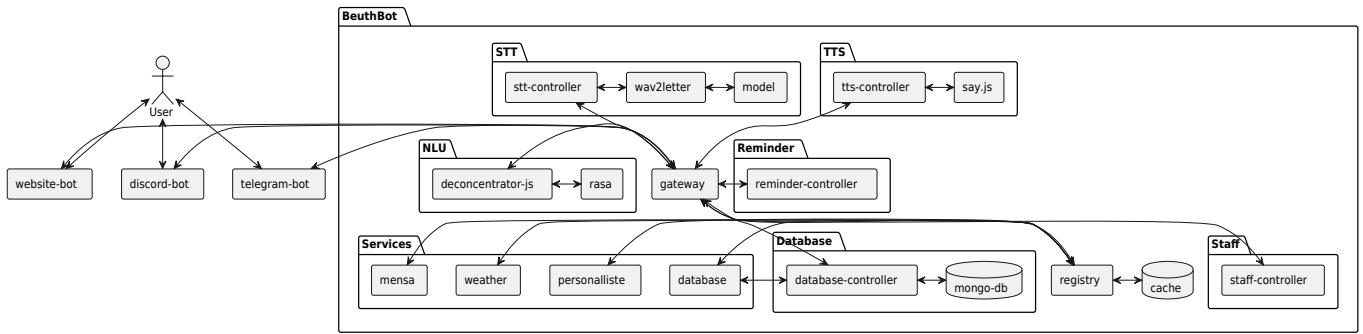 BeuthBot
STT
TTS
stt-controller
wav2letter
model
tts-controller
say.js
User
NLU
Reminder
website-bot
discord-bot
telegram-bot
deconcentrator-js
rasa
gateway
reminder-controller
Services
Database
Staff
mensa
weather
personalliste
database
database-controller
mongo-db
registry
cache
staff-controller